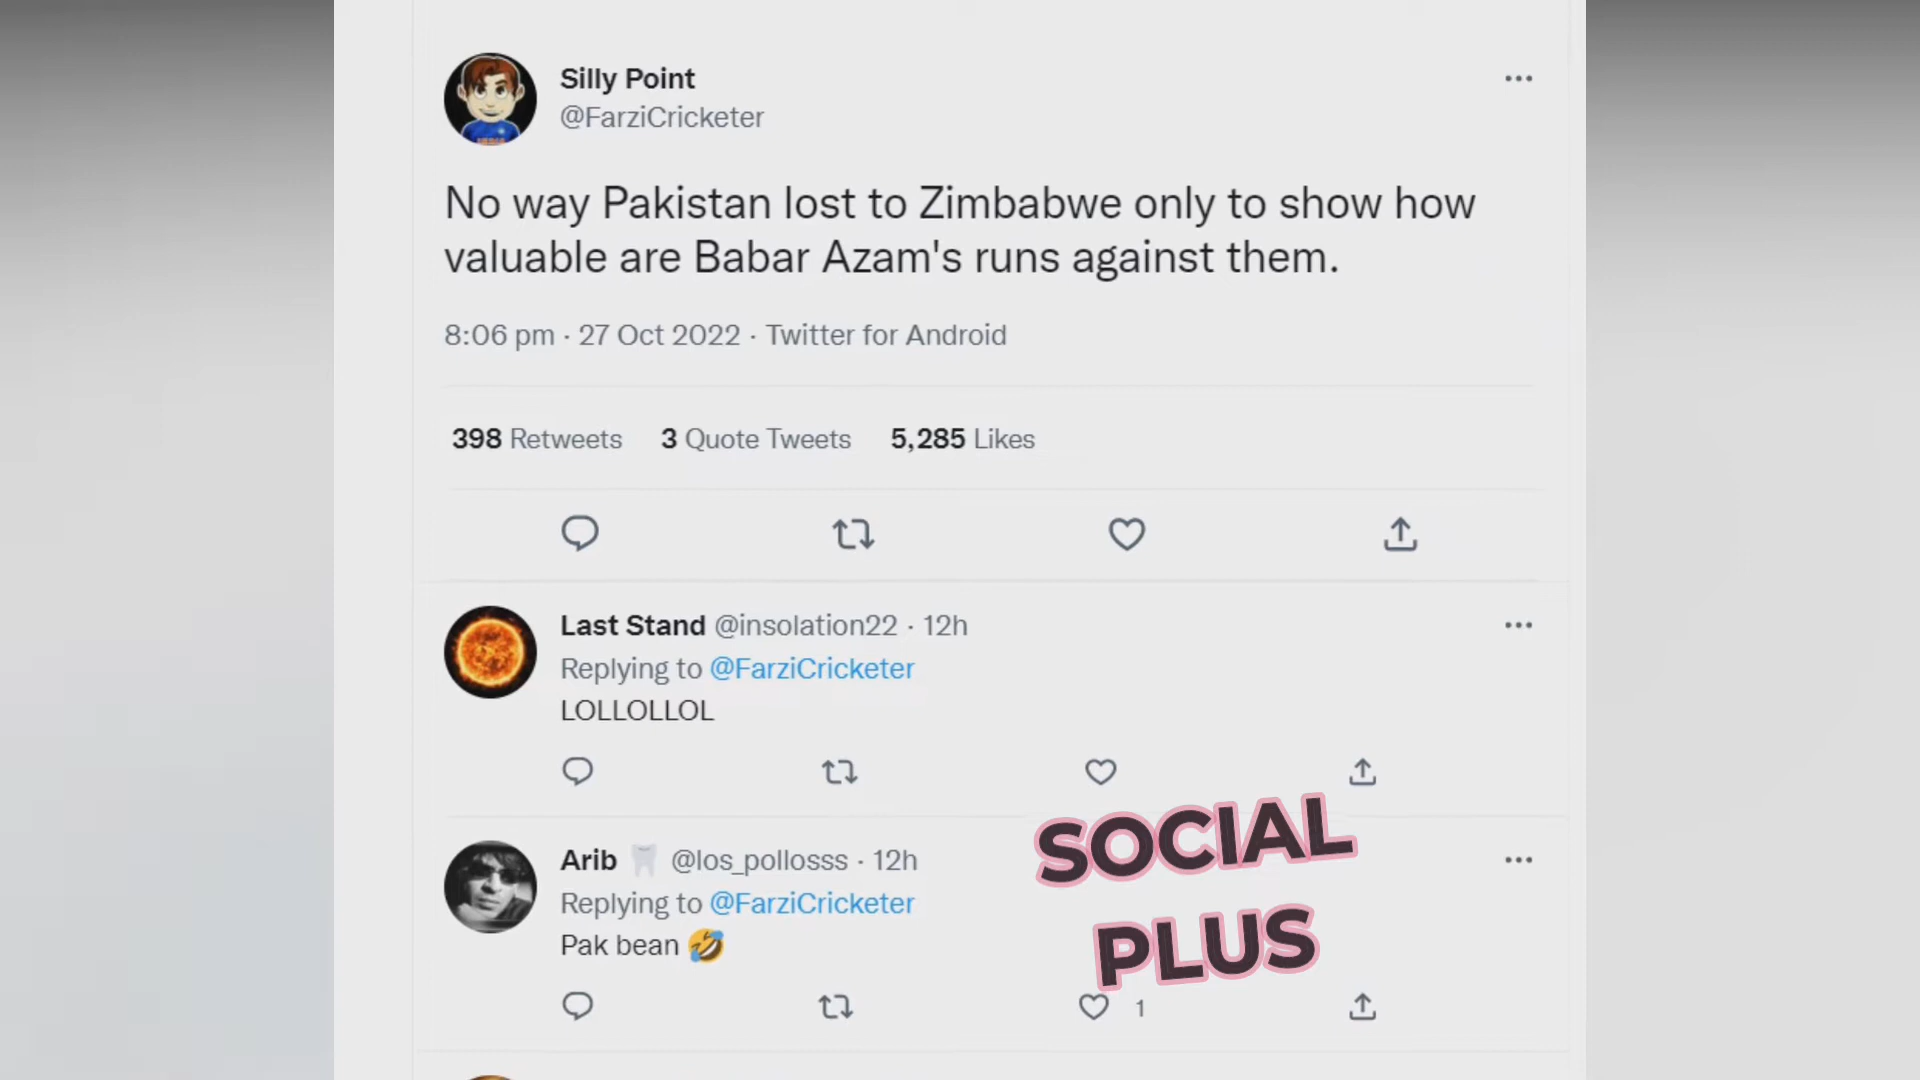 Silly Point
@FarziCricketer
No way Pakistan lost to Zimbabwe only to show how
valuable are Babar Azam's runs against them.
8:06 pm · 27 Oct 2022 · Twitter for Android
398 Retweets 3 Quote Tweets 5,285 Likes
Last Stand @insolation22 · 12h
Replying to @FarziCricketer
LOLLOLLOL
Arib 🦷 @los_pollosss · 12h
Replying to @FarziCricketer
Pak bean 🤣
1
SOCIAL
PLUS